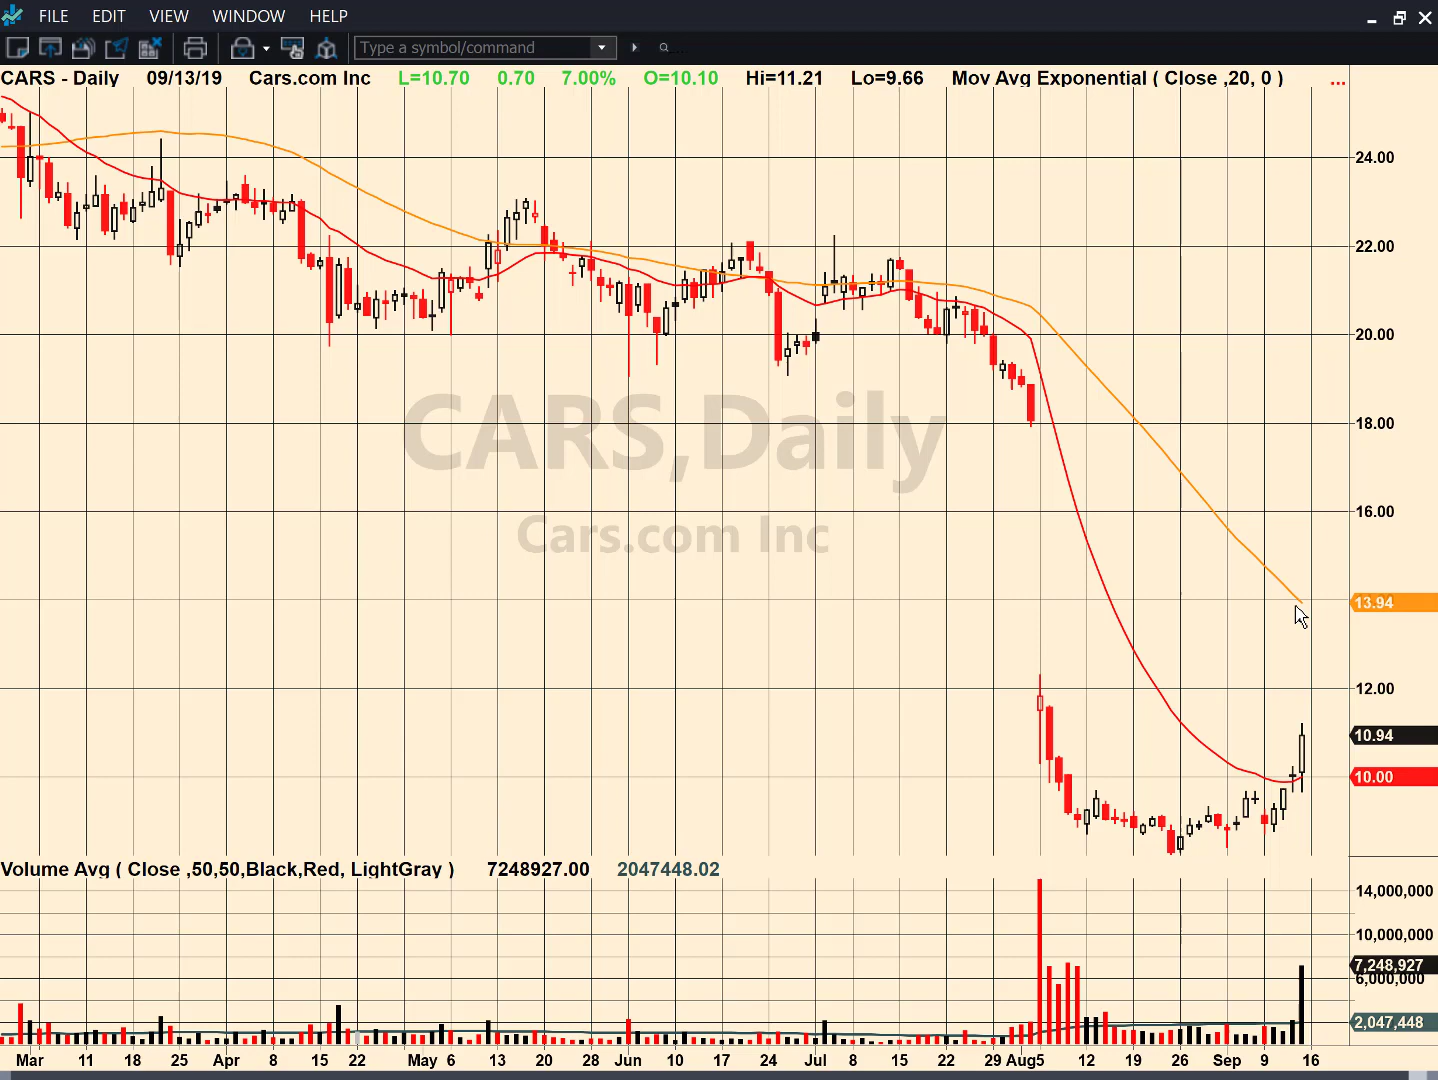 FILE EDIT VIEW WINDOW HELP
Type a symbol/command
CARS - Daily 09/13/19 Cars.com Inc L=10.70 0.70 7.00% O=10.10 Hi=11.21 Lo=9.66 Mov Avg Exponential ( Close ,20, 0 ) ...
24.00
22.00
20.00
18.00
CARS,Daily
16.00
Cars.com Inc
13.94
12.00
10.94
10.00
Volume Avg ( Close ,50,50,Black,Red, LightGray ) 7248927.00 2047448.02
14,000,000
10,000,000
7,248,927
6,000,000
2,047,448
Mar 11 18 25 Apr 8 15 22 May 6 13 20 28 Jun 10 17 24 Jul 8 15 22 29 Aug5 12 19 26 Sep 9 16